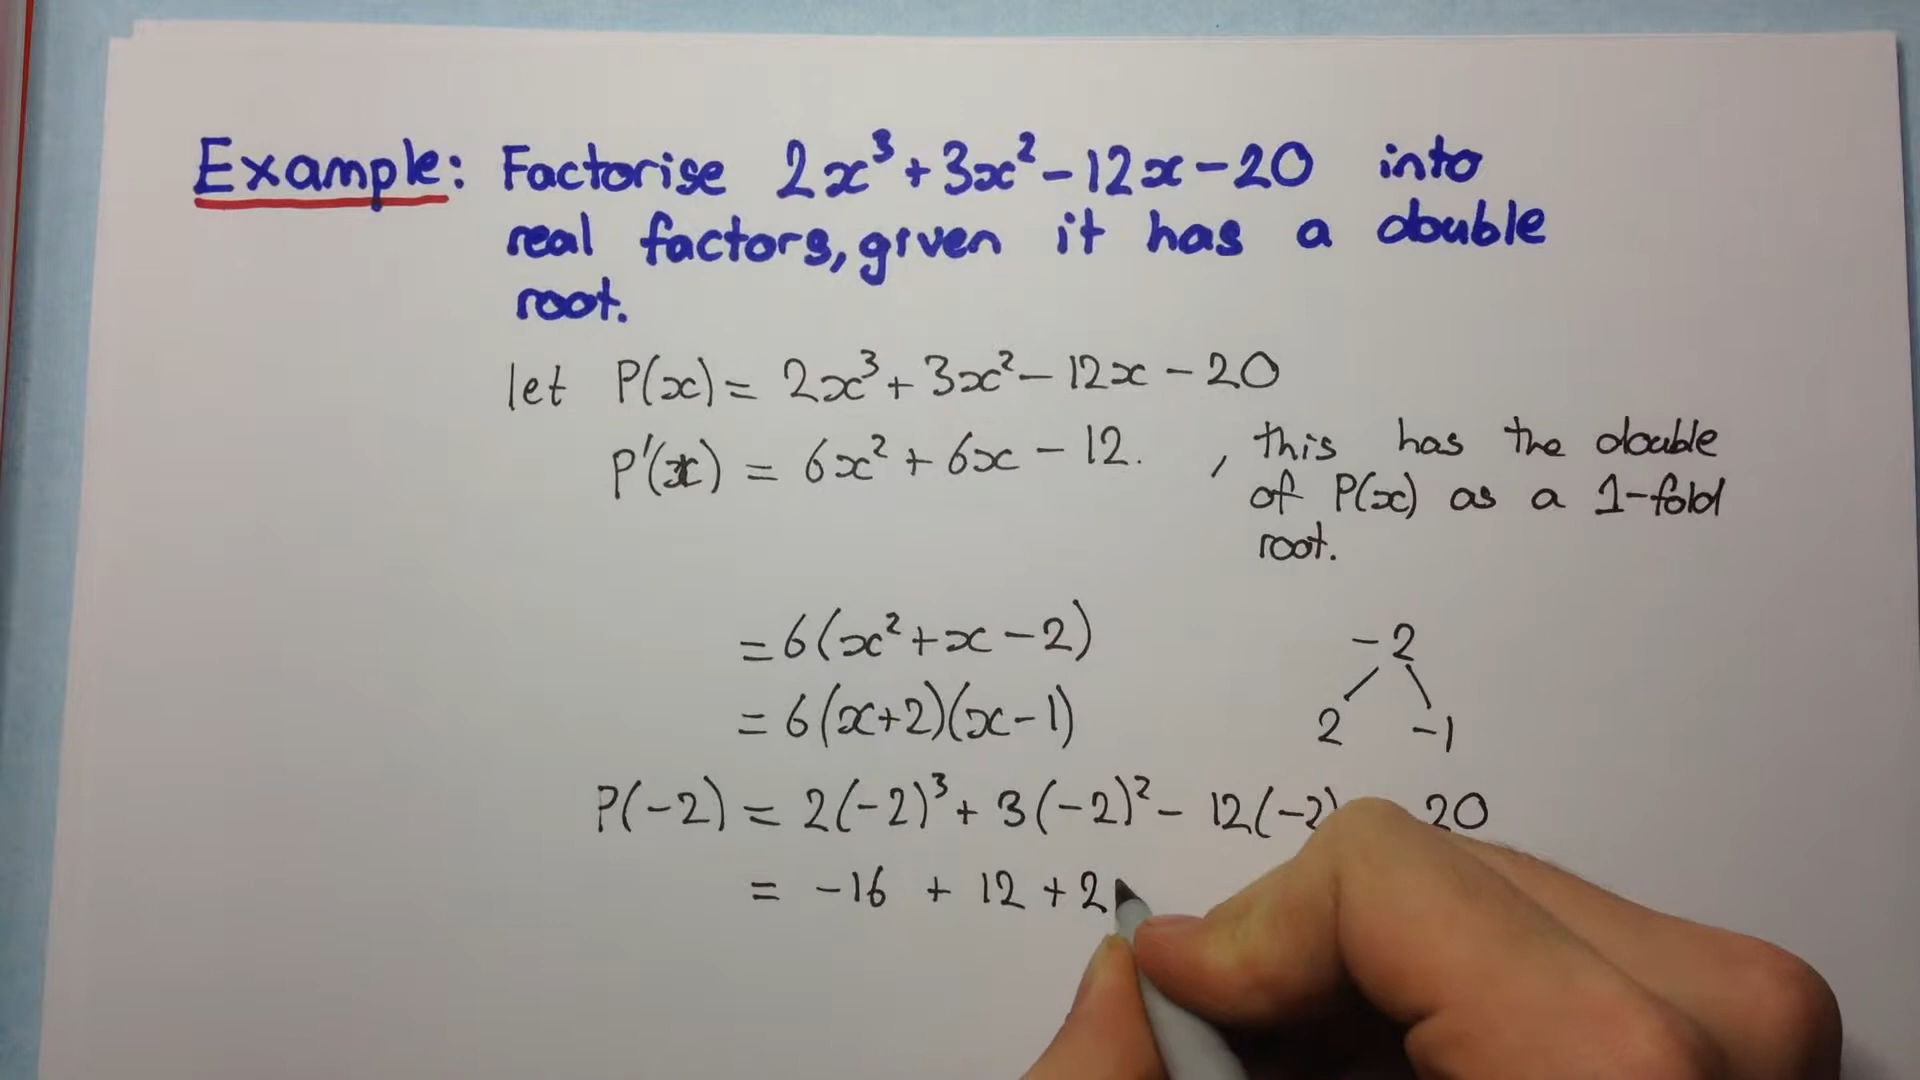 Example: Factorise 2x³+3x²-12x-20 into
real factors, given it has a double
root.
let P(x) = 2x³+3x²-12x-20
P'(x) = 6x²+6x-12. , this has the double
of P(x) as a 1-fold
root.
=6(x²+x-2) -2
=6(x+2)(x-1) 2 -1
P(-2) = 2(-2)³+3(-2)²-12(-2) 20
= -16 + 12 +2